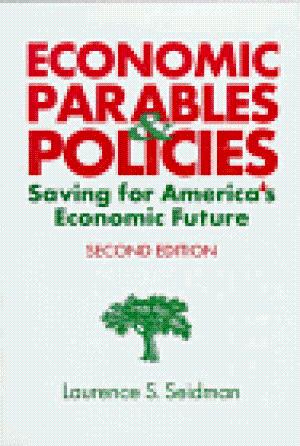 ECONOMIC
PARABLES
&
POLICIES
Saving for America's
Economic Future
SECOND EDITION
Laurence S. Seidman